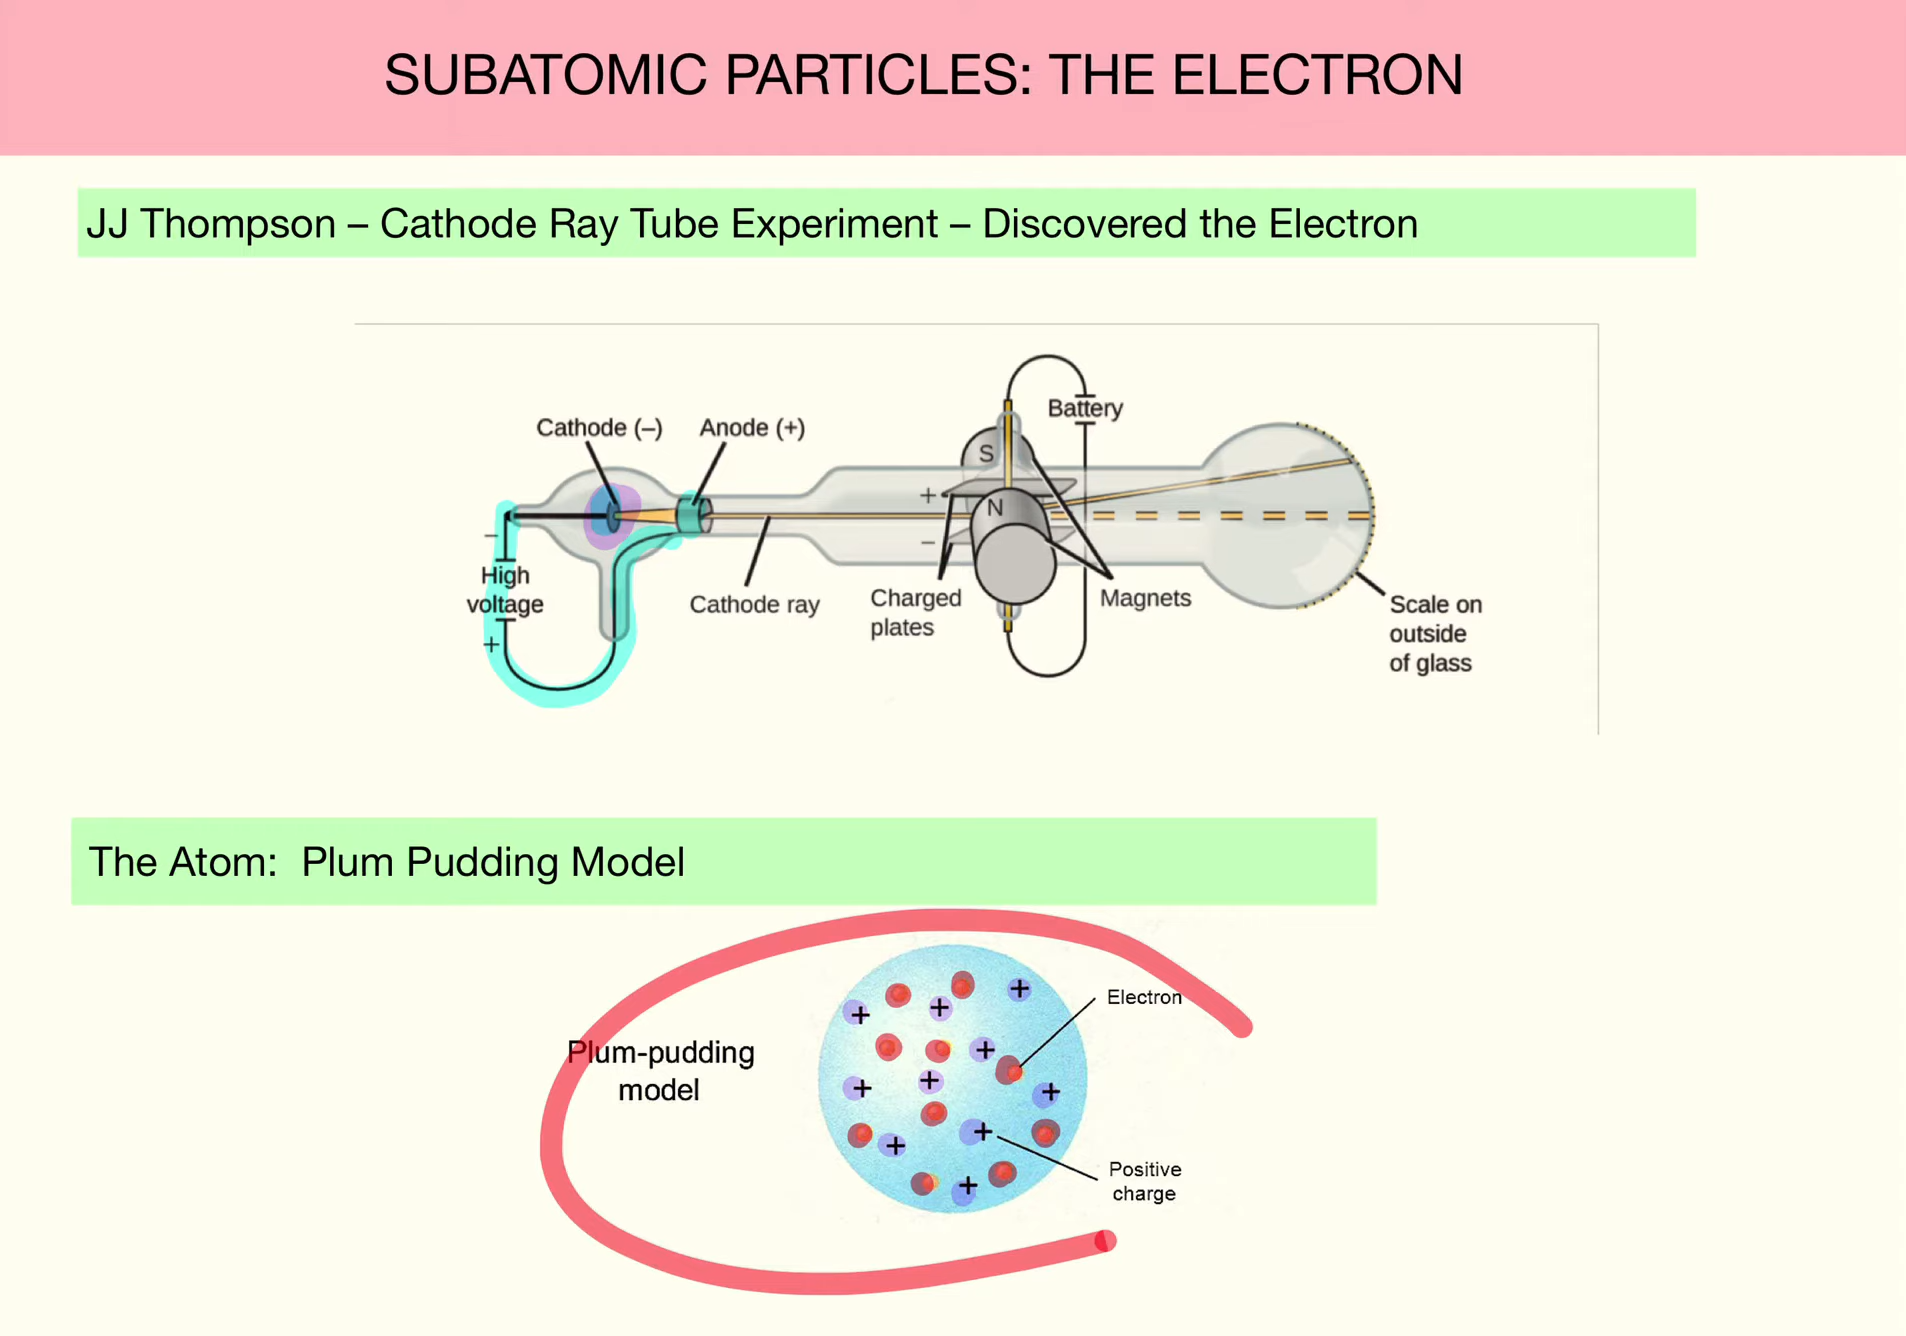 SUBATOMIC PARTICLES: THE ELECTRON
JJ Thompson – Cathode Ray Tube Experiment – Discovered the Electron
Battery
Cathode (–)
Anode (+)
S
+
N
–
–
High
voltage
+
Cathode ray
Charged
plates
Magnets
Scale on
outside
of glass
The Atom: Plum Pudding Model
Plum-pudding
model
Electron
+
+
+
+
+
+
+
+
+
+
Positive
charge